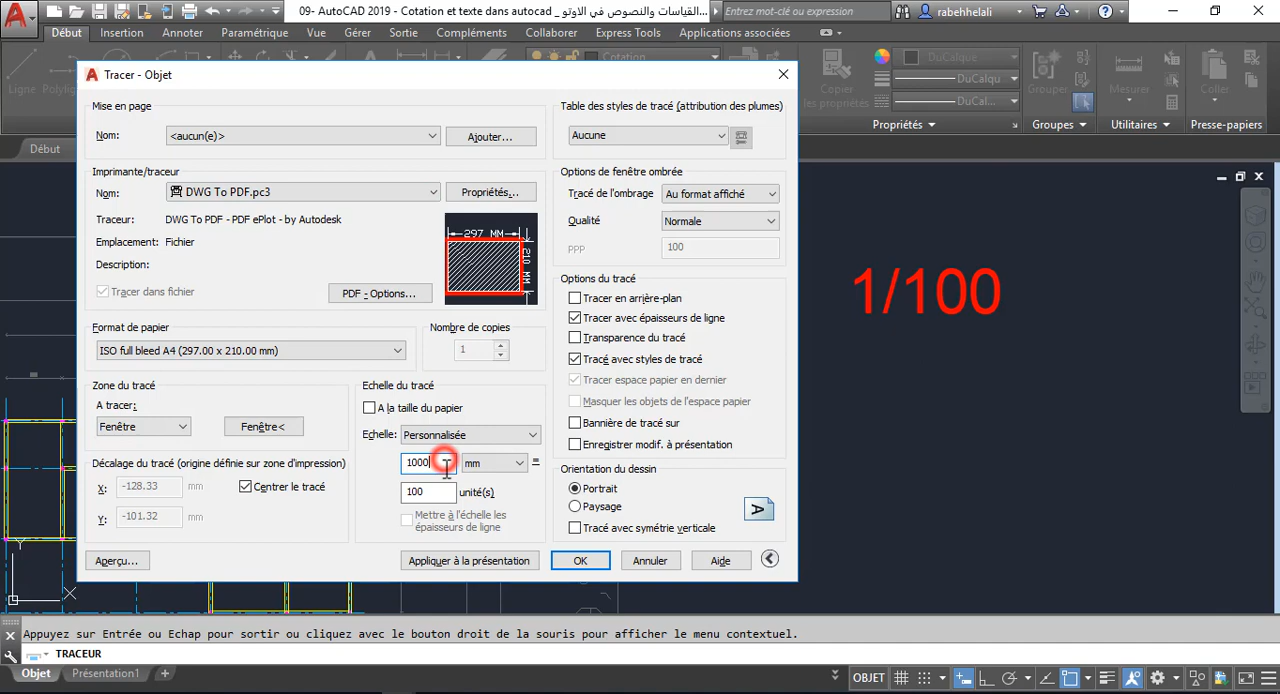 09- AutoCAD 2019 - Cotation et texte dans autocad _ القياسات والنصوص في الاوتو...
Entrez mot-clé ou expression
rabehhelali
Début
Insertion
Annoter
Paramétrique
Vue
Gérer
Sortie
Compléments
Collaborer
Express Tools
Applications associées
Ligne
Cotation
Copier
les propriétés
DuCalque
DuCalqu
DuCal...
Groupe
Mesurer
Coller
Propriétés
Groupes
Utilitaires
Presse-papiers
Début
Tracer - Objet
Mise en page
Nom:
<aucun(e)>
Ajouter...
Imprimante/traceur
Nom:
DWG To PDF.pc3
Propriétés...
Traceur:
DWG To PDF - PDF ePlot - by Autodesk
Emplacement:
Fichier
Description:
Tracer dans fichier
PDF - Options...
297 MM
210 MM
Format de papier
ISO full bleed A4 (297.00 x 210.00 mm)
Nombre de copies
1
Zone du tracé
A tracer:
Fenêtre
Fenêtre<
Décalage du tracé (origine définie sur zone d'impression)
X:
-128.33
mm
Centrer le tracé
Y:
-101.32
mm
Echelle du tracé
A la taille du papier
Echelle:
Personnalisée
1000
mm
=
100
unité(s)
Mettre à l'échelle les
épaisseurs de ligne
Table des styles de tracé (attribution des plumes)
Aucune
Options de fenêtre ombrée
Tracé de l'ombrage
Au format affiché
Qualité
Normale
PPP
100
Options du tracé
Tracer en arrière-plan
Tracer avec épaisseurs de ligne
Transparence du tracé
Tracé avec styles de tracé
Tracer espace papier en dernier
Masquer les objets de l'espace papier
Bannière de tracé sur
Enregistrer modif. à présentation
Orientation du dessin
Portrait
Paysage
Tracé avec symétrie verticale
A
Aperçu...
Appliquer à la présentation
OK
Annuler
Aide
1/100
Y
X
Appuyez sur Entrée ou Echap pour sortir ou cliquez avec le bouton droit de la souris pour afficher le menu contextuel.
TRACEUR
Objet
Présentation1
+
OBJET